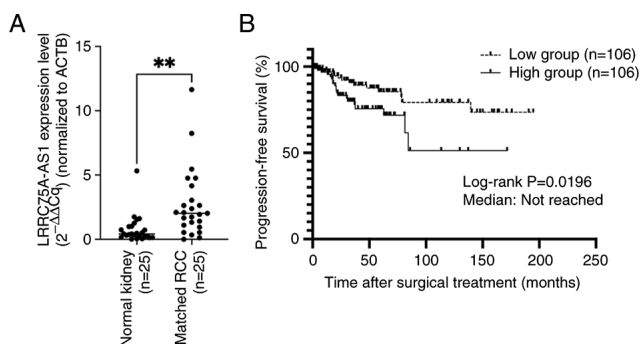 A
LRRC75A-AS1 expression level
(2⁻ΔΔCq) (normalized to ACTB)
15
10
5
0
**
Normal kidney
(n=25)
Matched RCC
(n=25)
B
Progression-free survival (%)
100
50
0
Low group (n=106)
High group (n=106)
Log-rank P=0.0196
Median: Not reached
0 50 100 150 200 250
Time after surgical treatment (months)